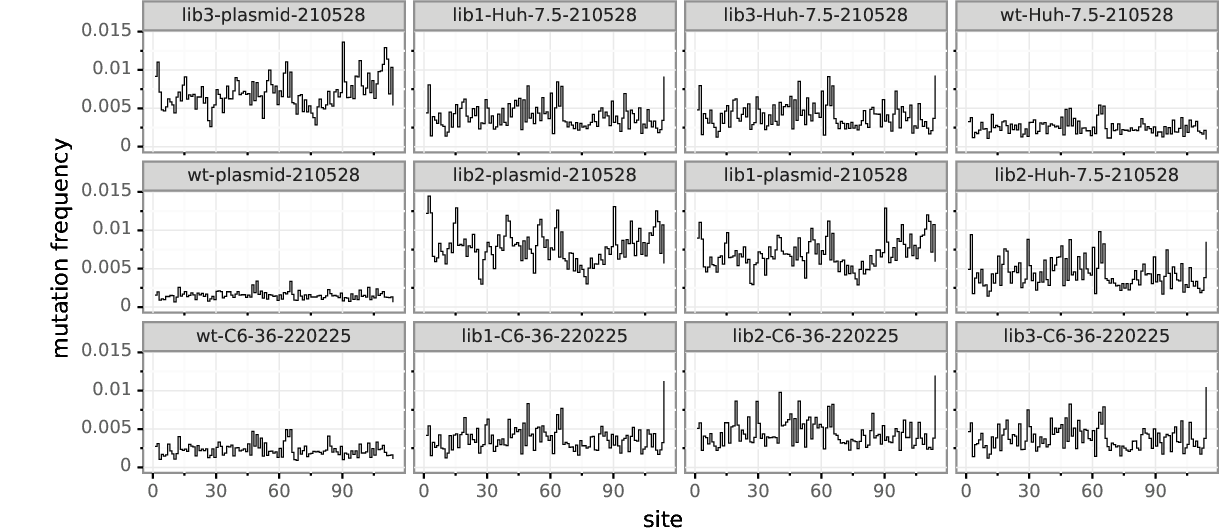 lib3-plasmid-210528 lib1-Huh-7.5-210528 lib3-Huh-7.5-210528 wt-Huh-7.5-210528
0.015
0.01
0.005
0
wt-plasmid-210528 lib2-plasmid-210528 lib1-plasmid-210528 lib2-Huh-7.5-210528
0.015
0.01
0.005
0
wt-C6-36-220225 lib1-C6-36-220225 lib2-C6-36-220225 lib3-C6-36-220225
0.015
0.01
0.005
0
0 30 60 90 0 30 60 90 0 30 60 90 0 30 60 90
site
mutation frequency